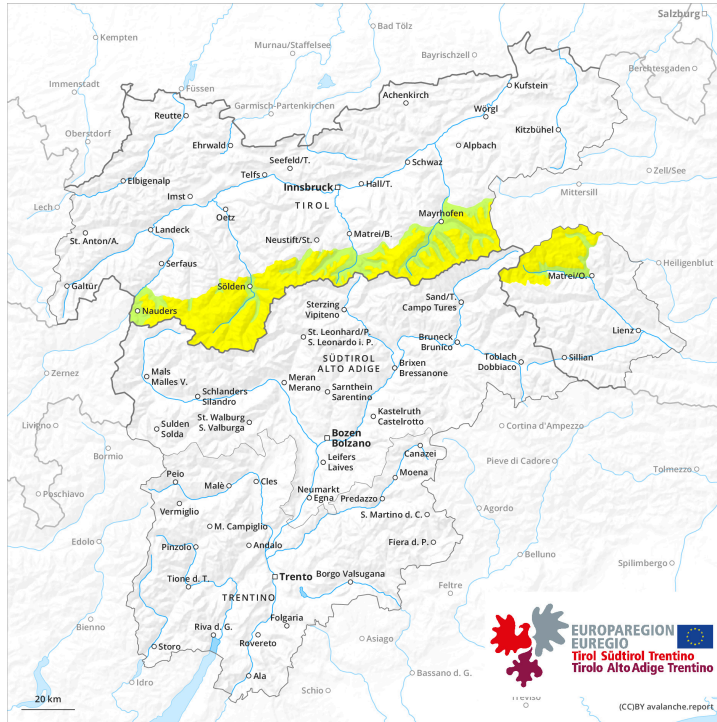 Salzburg
Kempten
Bad Tölz
Murnau/Staffelsee
Bayrischzell
Berchtesgaden
Immenstadt
Füssen
Achenkirch
Kufstein
Garmisch-Partenkirchen
Reutte
Wörgl
Oberstdorf
Kitzbühel
Ehrwald
Alpbach
Seefeld/T.
Schwaz
Zell/See
Elbigenalp
Telfs
Innsbruck
Hall/T.
Mittersill
Imst
TIROL
Lech
Oetz
Mayrhofen
St. Anton/A.
Landeck
Neustift/St.
Matrei/B.
Heiligenblut
Serfaus
Galtür
Sölden
Matrei/O.
Nauders
Sterzing
Vipiteno
Sand/T.
Campo Tures
Lienz
St. Leonhard/P.
S. Leonardo i. P.
Bruneck
Brunico
SÜDTIROL
ALTO ADIGE
Toblach
Dobbiaco
Sillian
Zernez
Mals
Malles V.
Brixen
Bressanone
Meran
Merano
Sarnthein
Sarentino
Schlanders
Silandro
St. Walburg
S. Valburga
Kastelruth
Castelrotto
Livigno
Sulden
Solda
Cortina d'Ampezzo
Bozen
Bolzano
Bormio
Leifers
Laives
Canazei
Pieve di Cadore
Tolmezzo
Moena
Peio
Malè
Cles
Neumarkt
Egna
Predazzo
Poschiavo
Vermiglio
Agordo
S. Martino d. C.
M. Campiglio
Edolo
Pinzolo
Andalo
Fiera d. P.
Belluno
Spilimbergo
Tione d. T.
Trento
Borgo Valsugana
Feltre
TRENTINO
Bienno
Folgaria
Riva d. G.
Rovereto
Storo
Asiago
Ala
Idro
Schio
Bassano d. G.
Treviso
EUROPAREGION
EUREGIO
Tirol Südtirol Trentino
Tirolo Alto Adige Trentino
20 km
(CC)BY avalanche.report